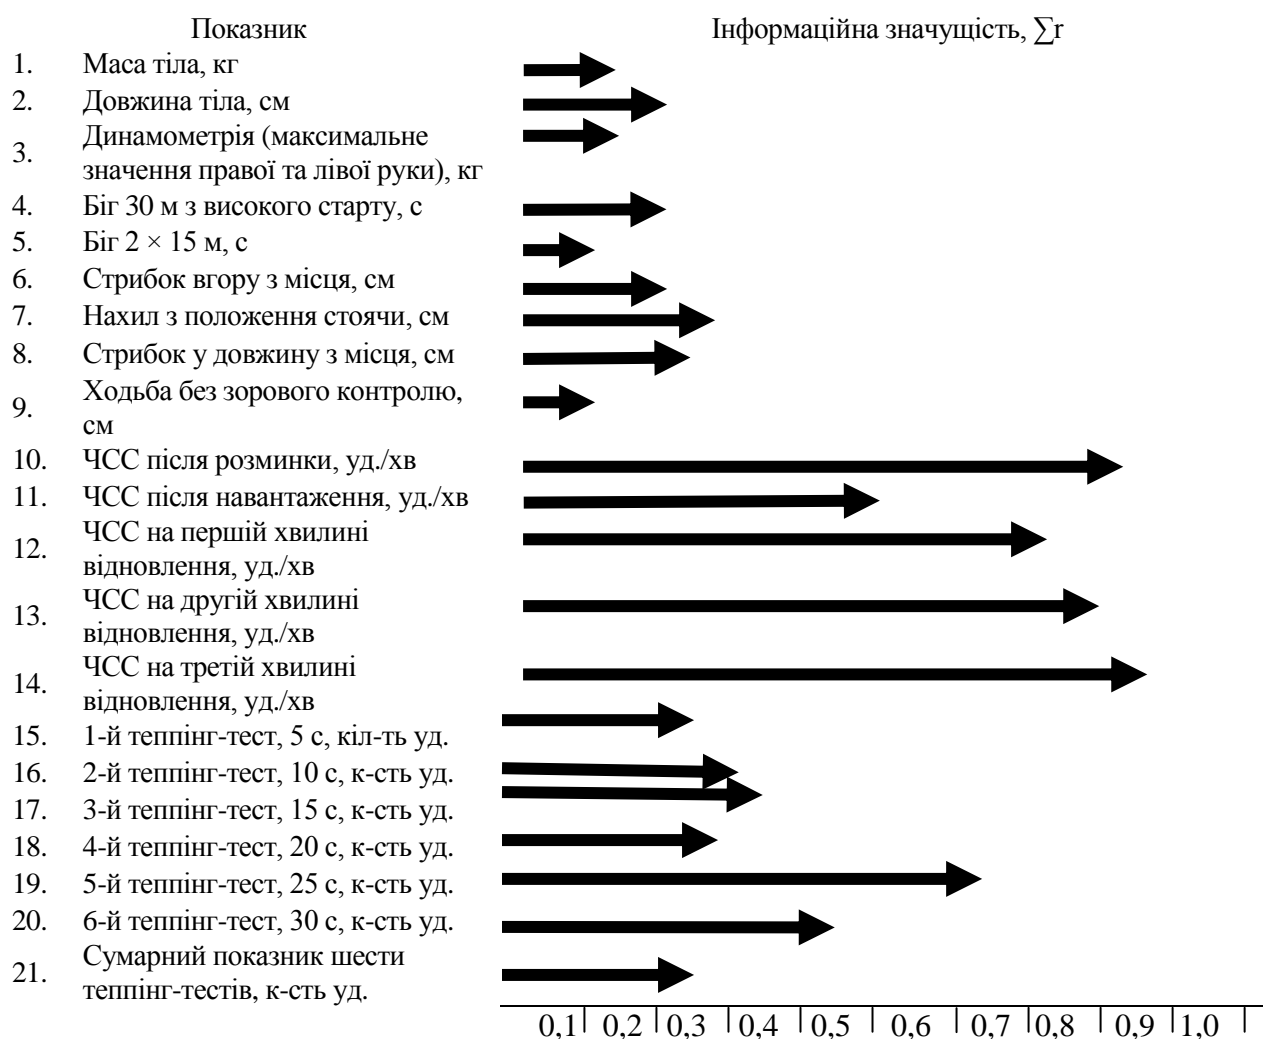 Показник Інформаційна значущість, ∑r
1. Маса тіла, кг
2. Довжина тіла, см
3. Динамометрія (максимальне
значення правої та лівої руки), кг
4. Біг 30 м з високого старту, с
5. Біг 2 × 15 м, с
6. Стрибок вгору з місця, см
7. Нахил з положення стоячи, см
8. Стрибок у довжину з місця, см
9. Ходьба без зорового контролю,
см
10. ЧСС після розминки, уд./хв
11. ЧСС після навантаження, уд./хв
12. ЧСС на першій хвилині
відновлення, уд./хв
13. ЧСС на другій хвилині
відновлення, уд./хв
14. ЧСС на третій хвилині
відновлення, уд./хв
15. 1-й теппінг-тест, 5 с, кіл-ть уд.
16. 2-й теппінг-тест, 10 с, к-сть уд.
17. 3-й теппінг-тест, 15 с, к-сть уд.
18. 4-й теппінг-тест, 20 с, к-сть уд.
19. 5-й теппінг-тест, 25 с, к-сть уд.
20. 6-й теппінг-тест, 30 с, к-сть уд.
21. Сумарний показник шести
теппінг-тестів, к-сть уд.
0,1 0,2 0,3 0,4 0,5 0,6 0,7 0,8 0,9 1,0